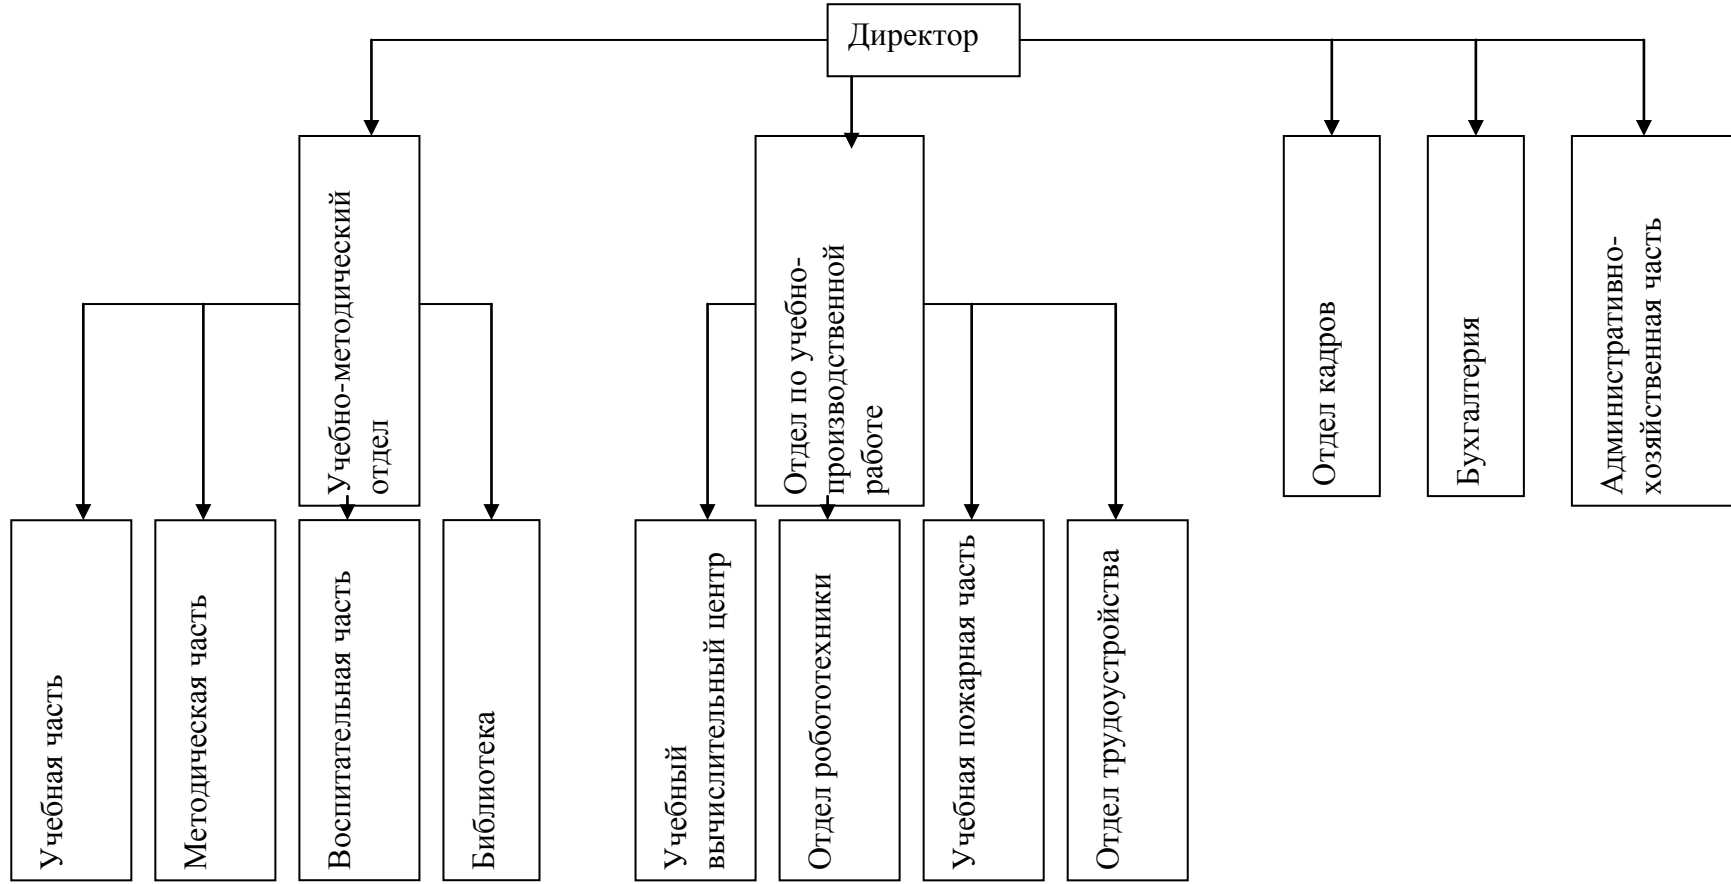 Директор
Учебно-методический
отдел
Отдел по учебно-
производственной
работе
Отдел кадров
Бухгалтерия
Административно-
хозяйственная часть
Учебная часть
Методическая часть
Воспитательная часть
Библиотека
Учебный
вычислительный центр
Отдел робототехники
Учебная пожарная часть
Отдел трудоустройства